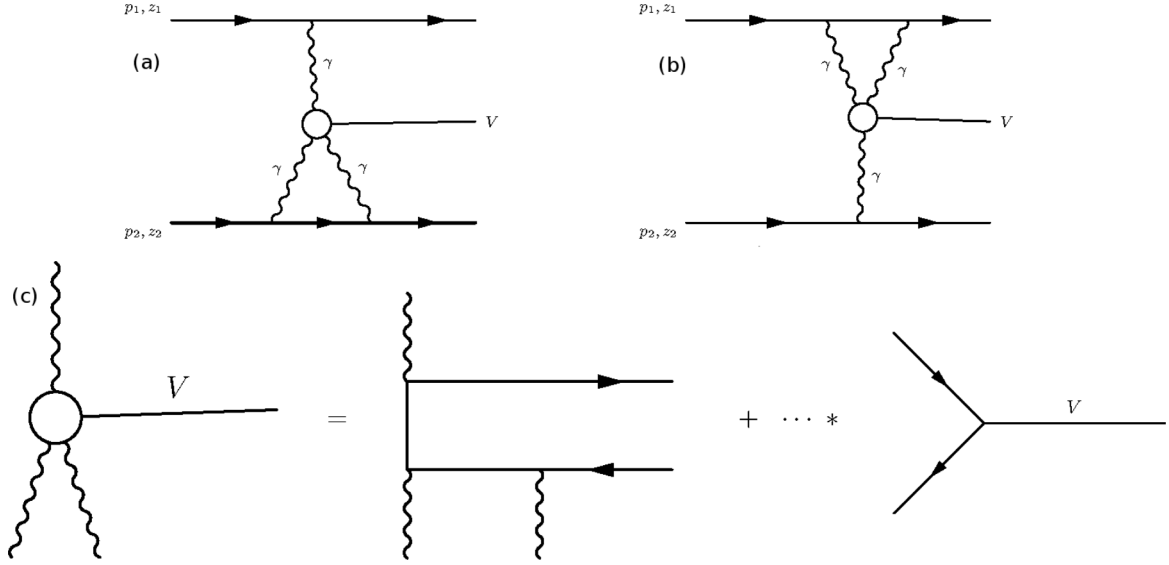 p₁, z₁
(a)
γ
V
γ γ
p₂, z₂
p₁, z₁
(b)
γ γ
V
γ
p₂, z₂
(c)
V
=
+ ⋯ *
V